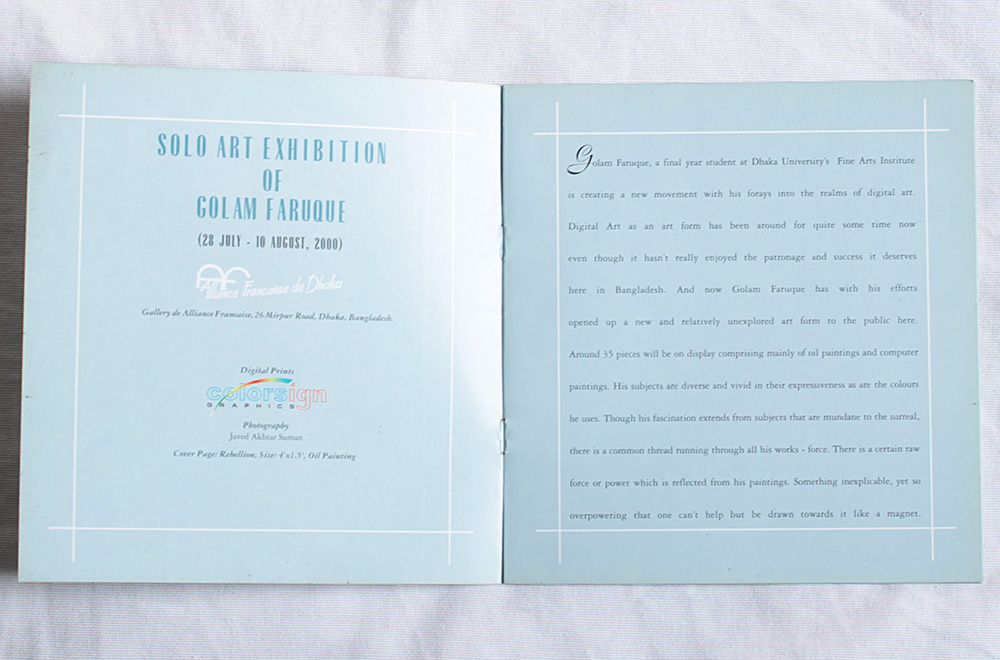 SOLO ART EXHIBITION
OF
GOLAM FARUQUE
(28 JULY - 10 AUGUST, 2000)
AF
Alliance Francaise de Dhaka
Gallery de Alliance Francaise, 26 Mirpur Road, Dhaka, Bangladesh.
Digital Prints
colorsign
GRAPHICS
Photography
Javed Akhtar Suman
Cover Page: Rebellion, Size: 4'x1.5', Oil Painting
Golam Faruque, a final year student at Dhaka University's Fine Arts Institute
is creating a new movement with his forays into the realms of digital art.
Digital Art as an art form has been around for quite some time now
even though it hasn't really enjoyed the patronage and success it deserves
here in Bangladesh. And now Golam Faruque has with his efforts
opened up a new and relatively unexplored art form to the public here.
Around 35 pieces will be on display comprising mainly of oil paintings and computer
paintings. His subjects are diverse and vivid in their expressiveness as are the colours
he uses. Though his fascination extends from subjects that are mundane to the surreal,
there is a common thread running through all his works - force. There is a certain raw
force or power which is reflected from his paintings. Something inexplicable, yet so
overpowering that one can't help but be drawn towards it like a magnet.